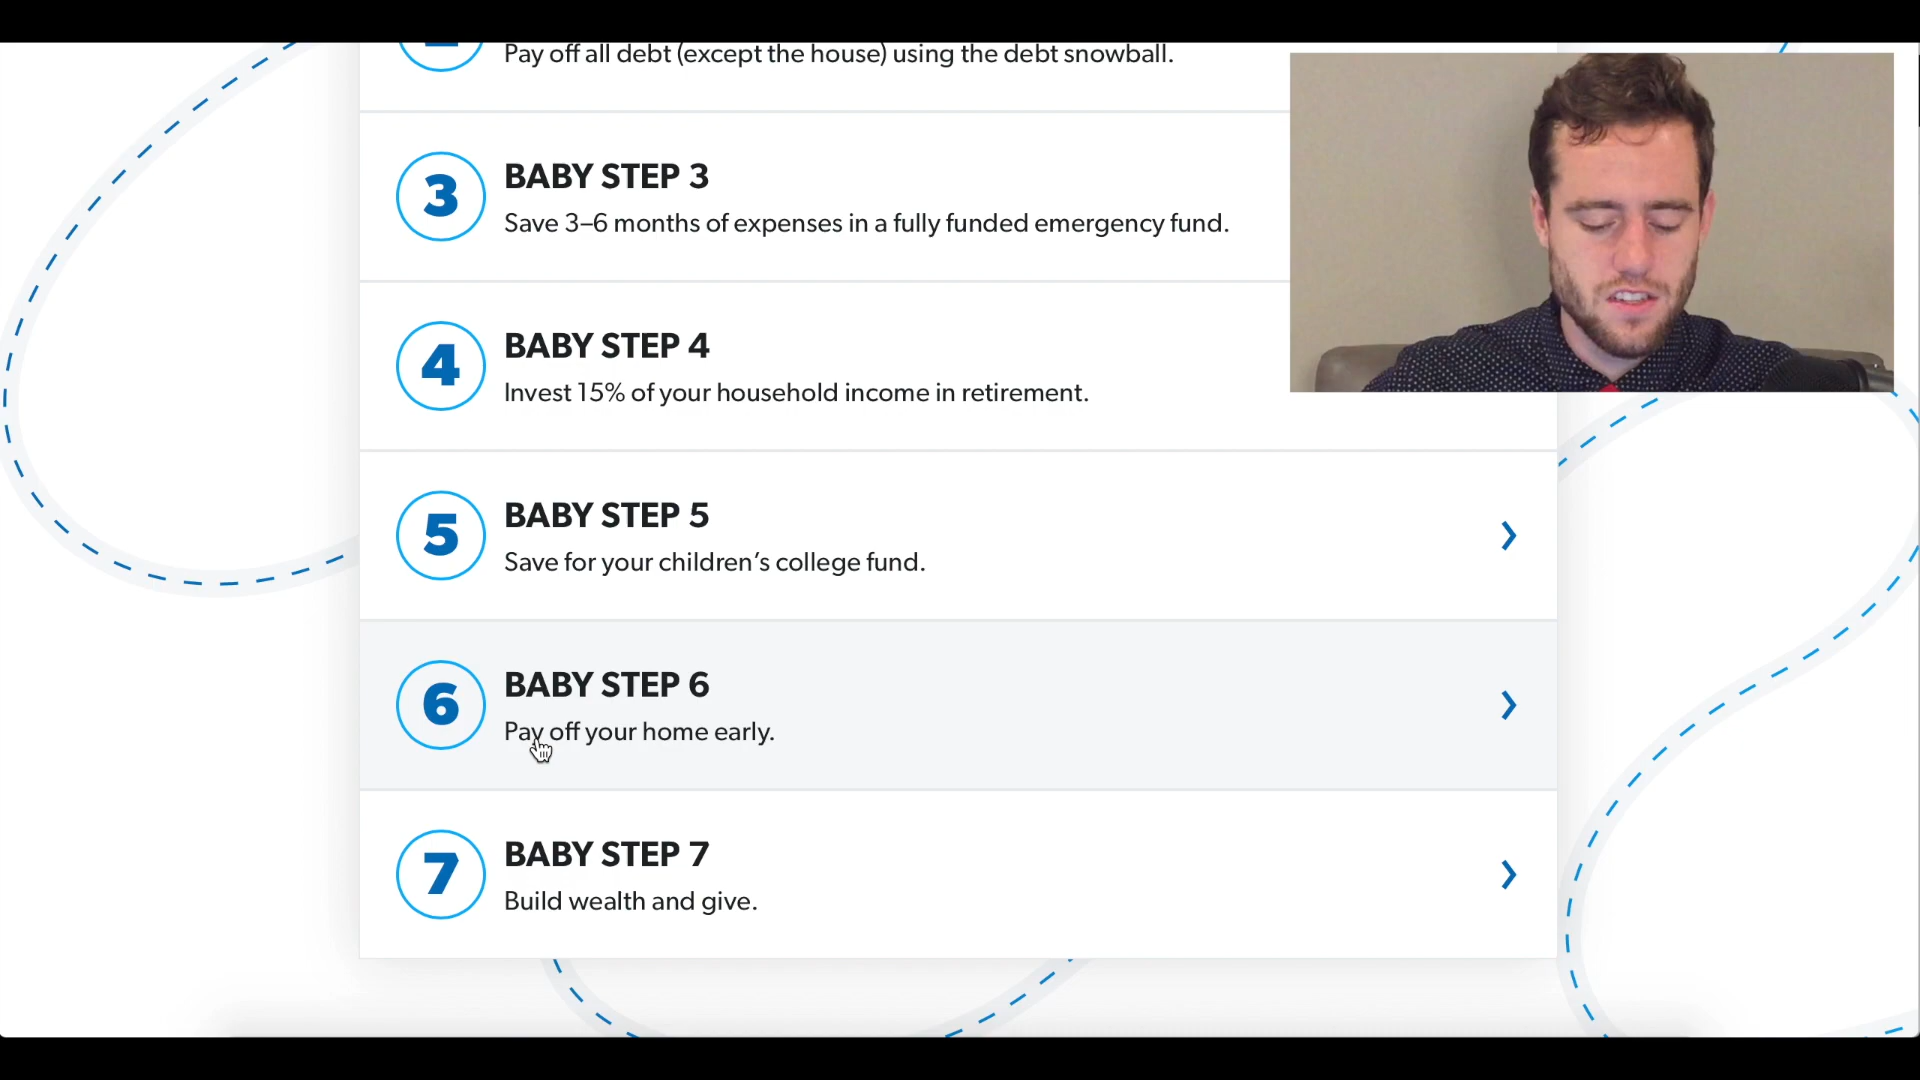 Pay off all debt (except the house) using the debt snowball.
3
BABY STEP 3
Save 3–6 months of expenses in a fully funded emergency fund.
4
BABY STEP 4
Invest 15% of your household income in retirement.
5
BABY STEP 5
Save for your children’s college fund.
6
BABY STEP 6
Pay off your home early.
7
BABY STEP 7
Build wealth and give.